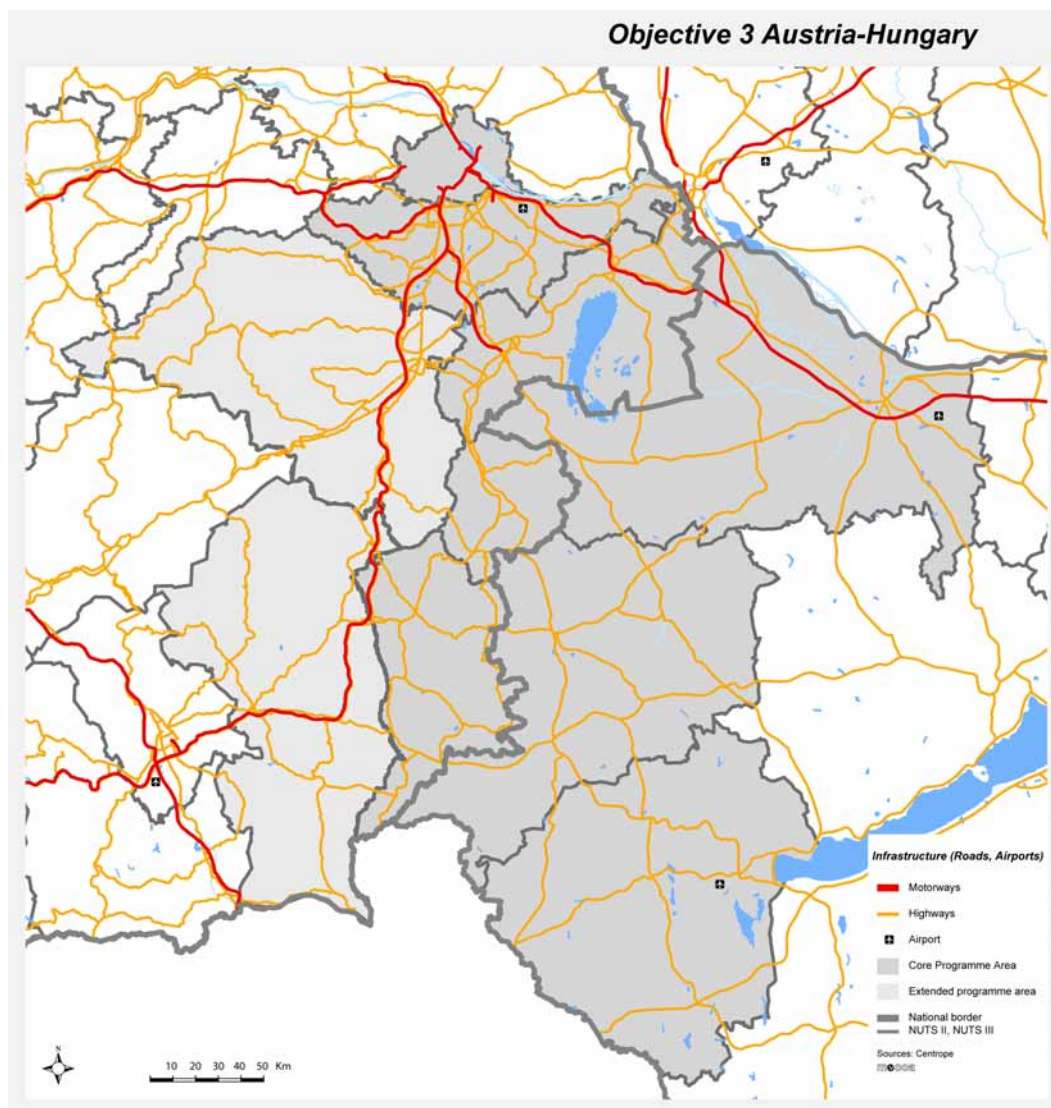 Objective 3 Austria-Hungary
Infrastructure (Roads, Airports)
Motorways
Highways
Airport
Core Programme Area
Extended programme area
National border
NUTS II, NUTS III
Sources: Centrope
N
10 20 30 40 50 Km